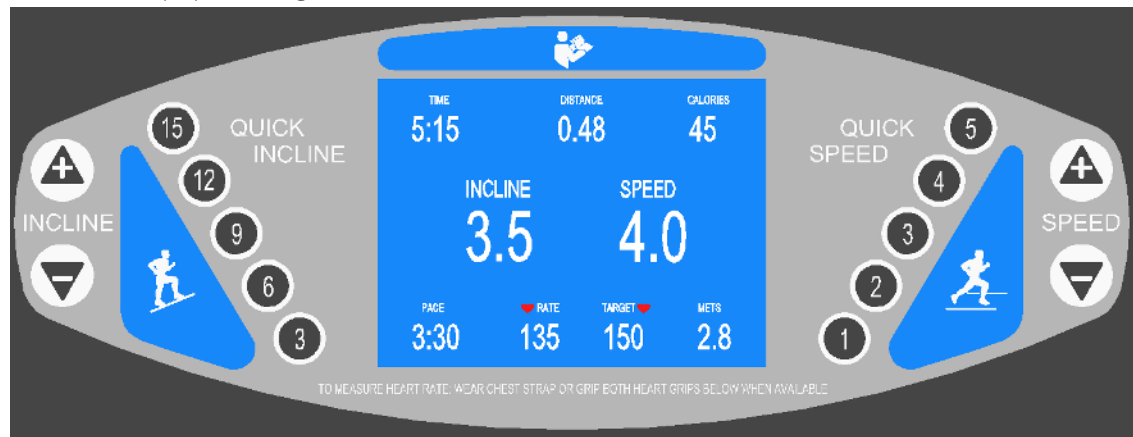 TIME DISTANCE CALORIES
5:15 0.48 45
15 QUICK INCLINE
12
9
6
3
INCLINE
QUICK SPEED 5
4
3
2
1
SPEED
INCLINE SPEED
3.5 4.0
PACE RATE TARGET METS
3:30 135 150 2.8
TO MEASURE HEART RATE: WEAR CHEST STRAP OR GRIP BOTH HEART GRIPS BELOW WHEN AVAILABLE